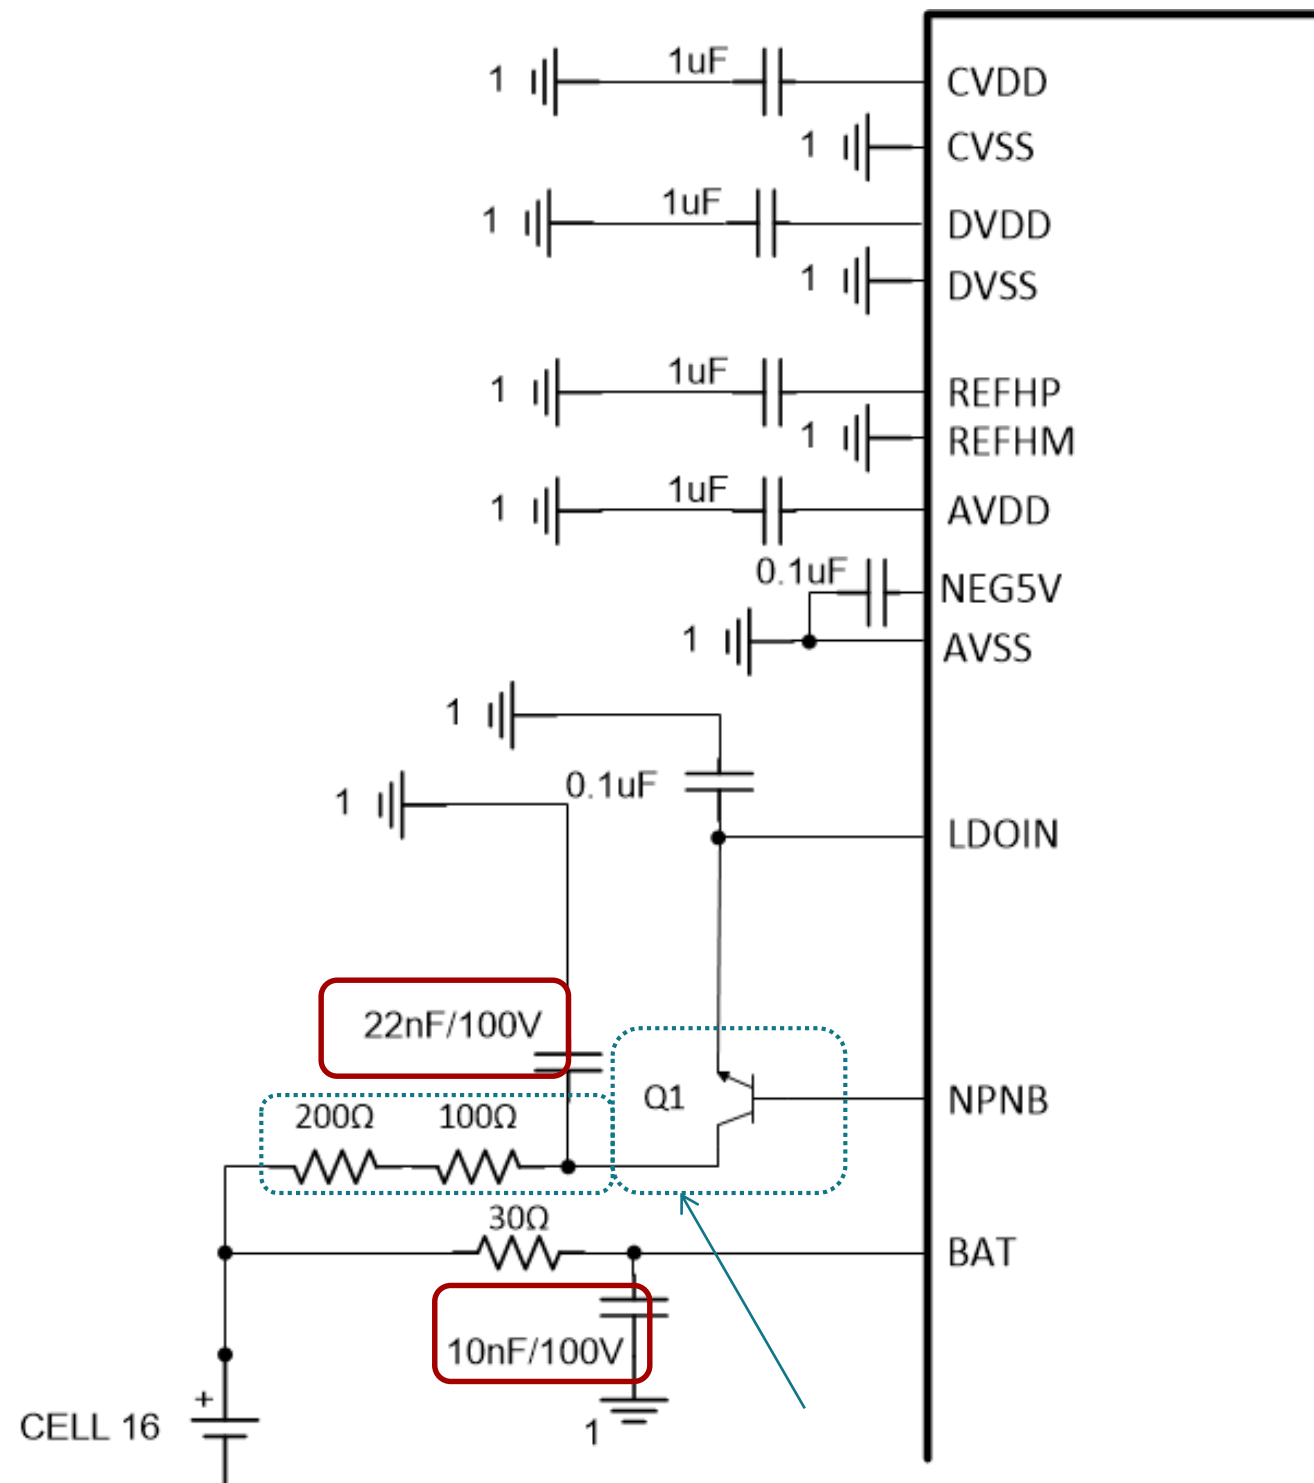 1 1uF CVDD
1 CVSS
1 1uF DVDD
1 DVSS
1 1uF REFHP
1 REFHM
1 1uF AVDD
0.1uF NEG5V
1 AVSS
1
1 0.1uF
LDOIN
22nF/100V
Q1 NPNB
200Ω 100Ω
30Ω
BAT
10nF/100V
+
CELL 16
1